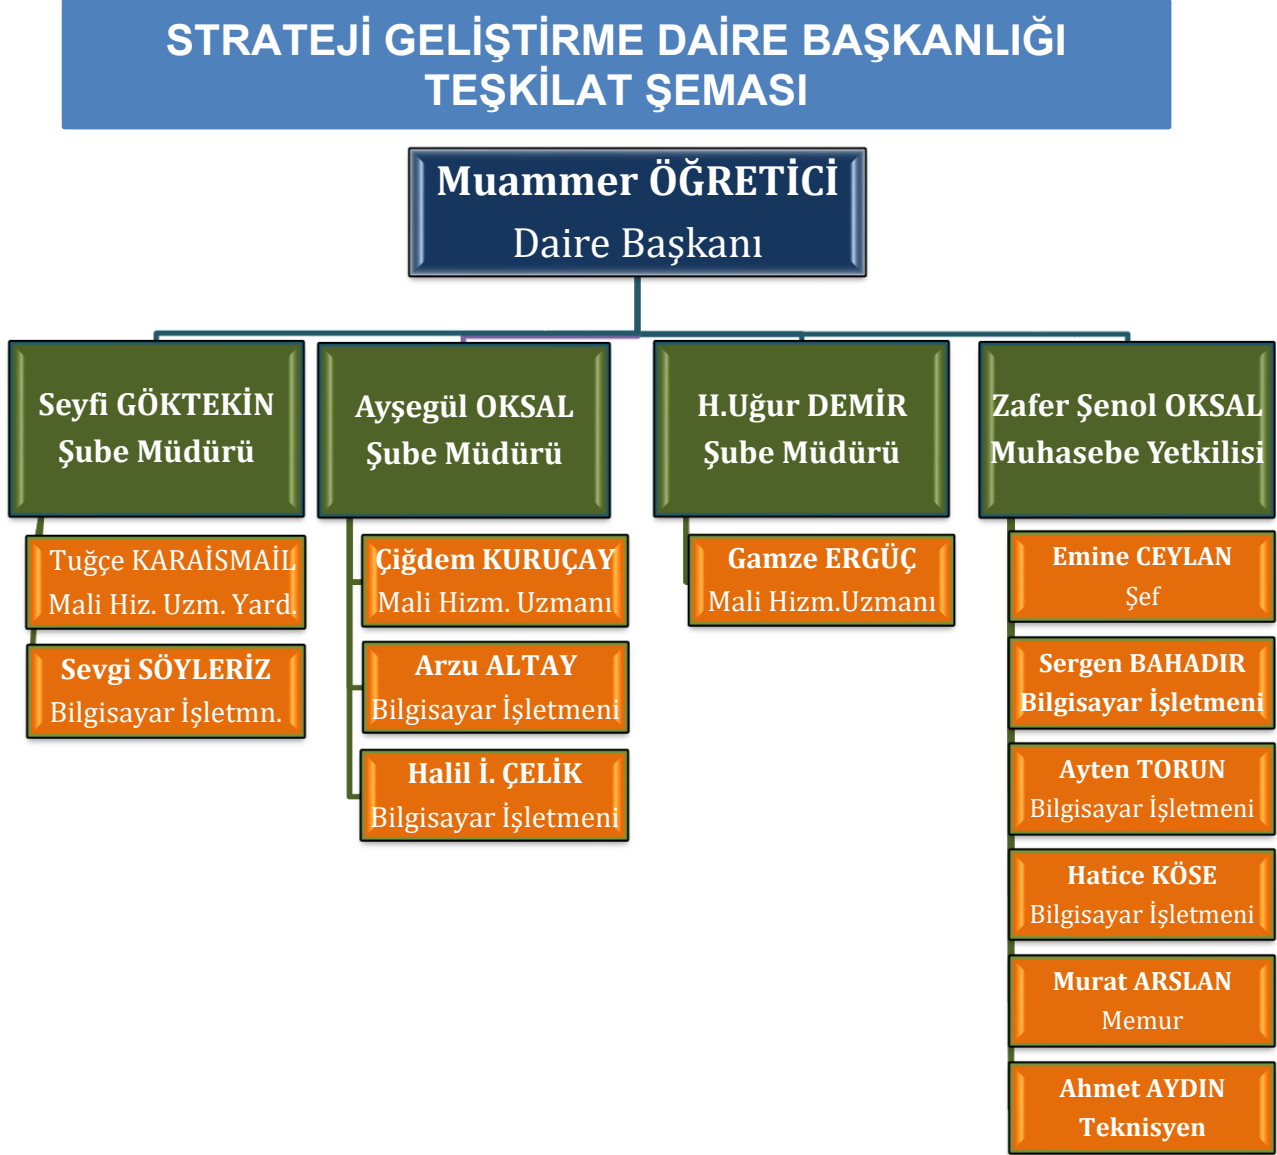 STRATEJİ GELİŞTİRME DAİRE BAŞKANLIĞI
TEŞKİLAT ŞEMASI
Muammer ÖĞRETİCİ
Daire Başkanı
Seyfi GÖKTEKİN
Şube Müdürü
Tuğçe KARAİSMAİL
Mali Hiz. Uzm. Yard.
Sevgi SÖYLERİZ
Bilgisayar İşletmn.
Ayşegül OKSAL
Şube Müdürü
Çiğdem KURUÇAY
Mali Hizm. Uzmanı
Arzu ALTAY
Bilgisayar İşletmeni
Halil İ. ÇELİK
Bilgisayar İşletmeni
H.Uğur DEMİR
Şube Müdürü
Gamze ERGÜÇ
Mali Hizm.Uzmanı
Zafer Şenol OKSAL
Muhasebe Yetkilisi
Emine CEYLAN
Şef
Sergen BAHADIR
Bilgisayar İşletmeni
Ayten TORUN
Bilgisayar İşletmeni
Hatice KÖSE
Bilgisayar İşletmeni
Murat ARSLAN
Memur
Ahmet AYDIN
Teknisyen